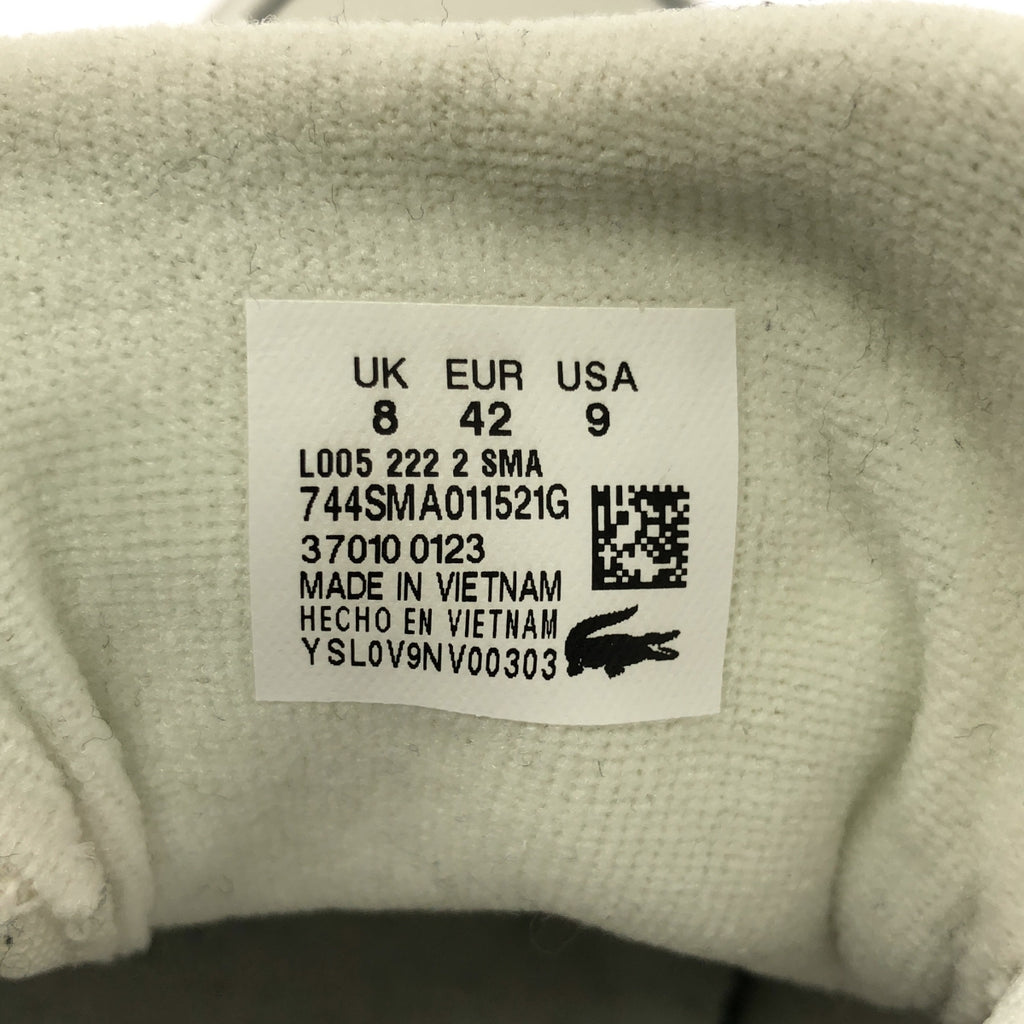 UK EUR USA
8 42 9
L005 222 2 SMA
744SMA011521G
37010 0123
MADE IN VIETNAM
HECHO EN VIETNAM
YSL0V9NV00303